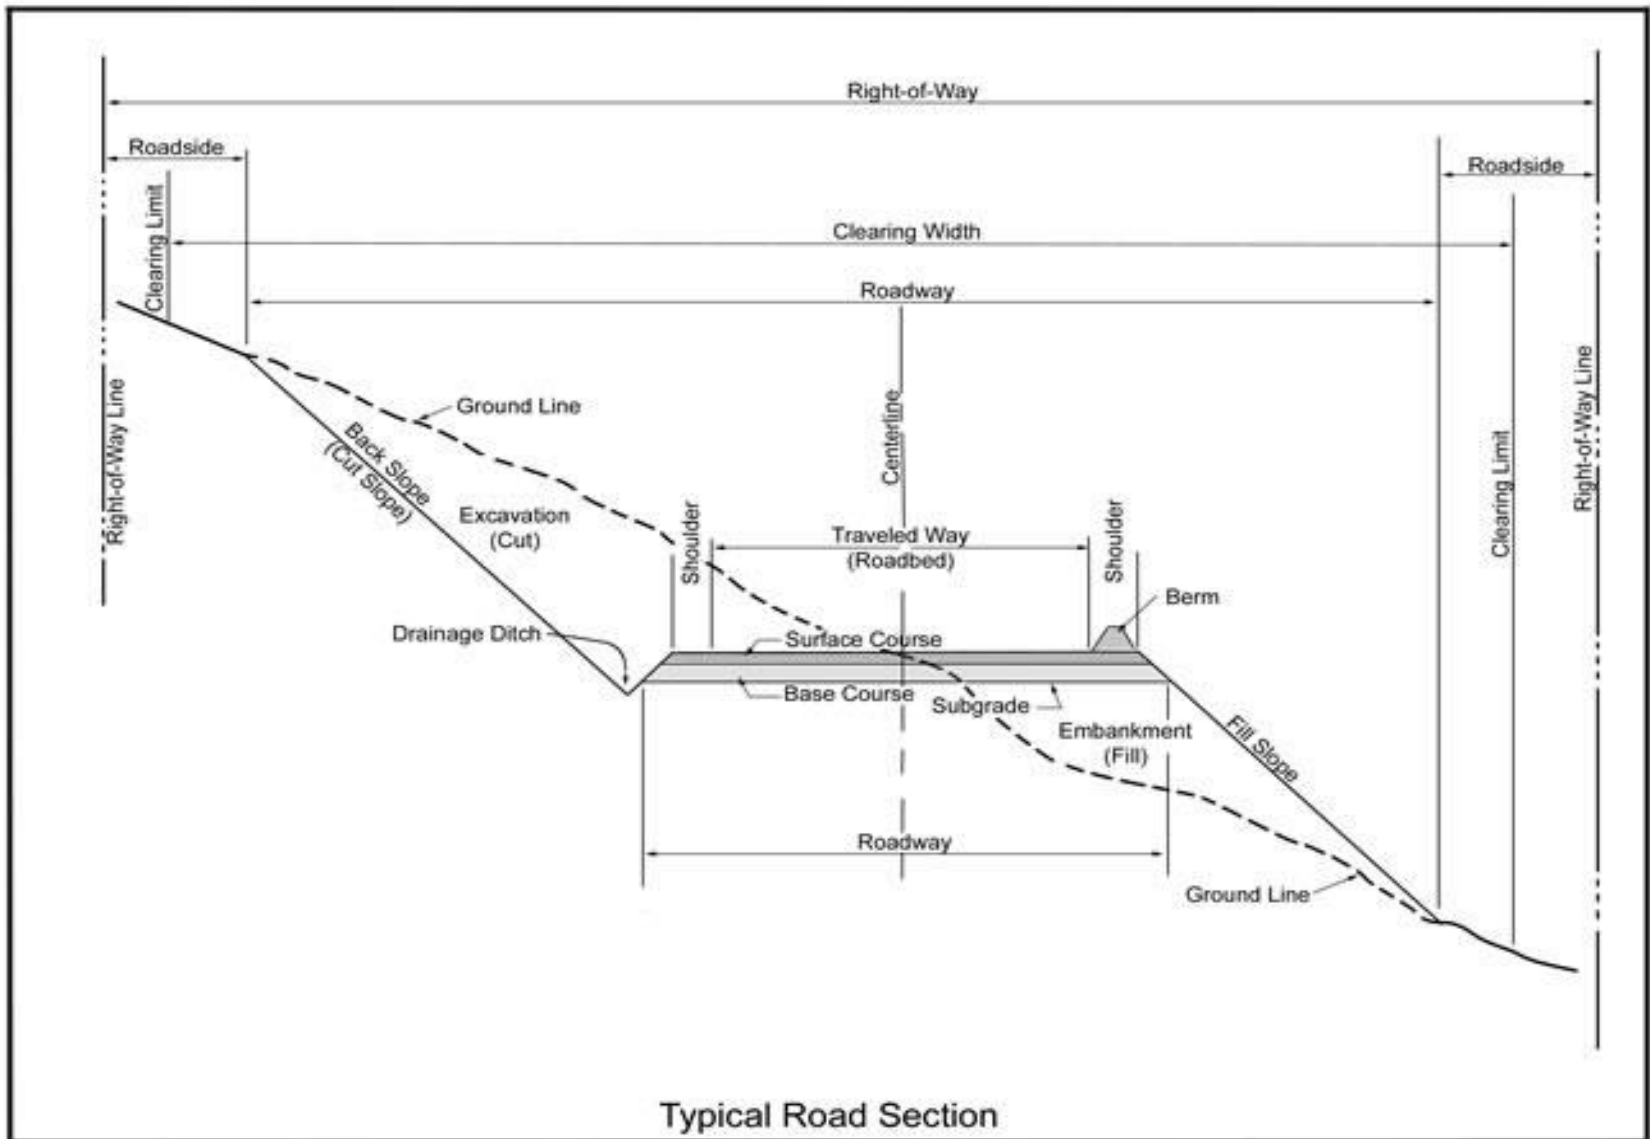 Right-of-Way
Roadside
Roadside
Clearing Limit
Clearing Width
Roadway
Right-of-Way Line
Ground Line
Back Slope
(Cut Slope)
Centerline
Right-of-Way Line
Clearing Limit
Excavation
(Cut)
Shoulder
Traveled Way
(Roadbed)
Shoulder
Berm
Drainage Ditch
Surface Course
Base Course
Subgrade
Embankment
(Fill)
Fill Slope
Roadway
Ground Line
Typical Road Section